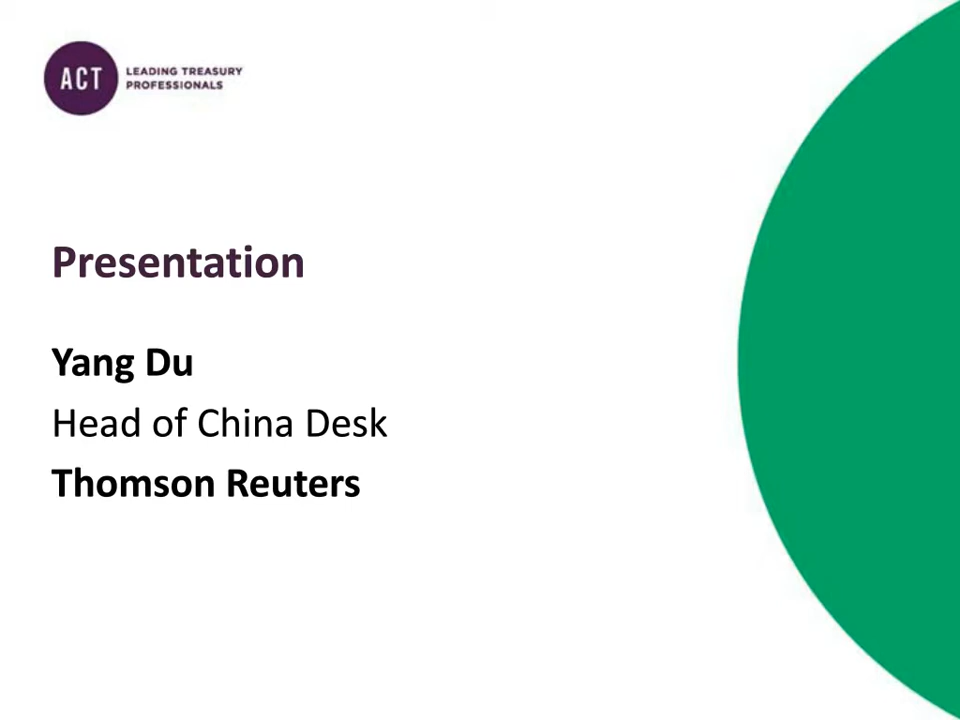 ACT
LEADING TREASURY
PROFESSIONALS
Presentation
Yang Du
Head of China Desk
Thomson Reuters